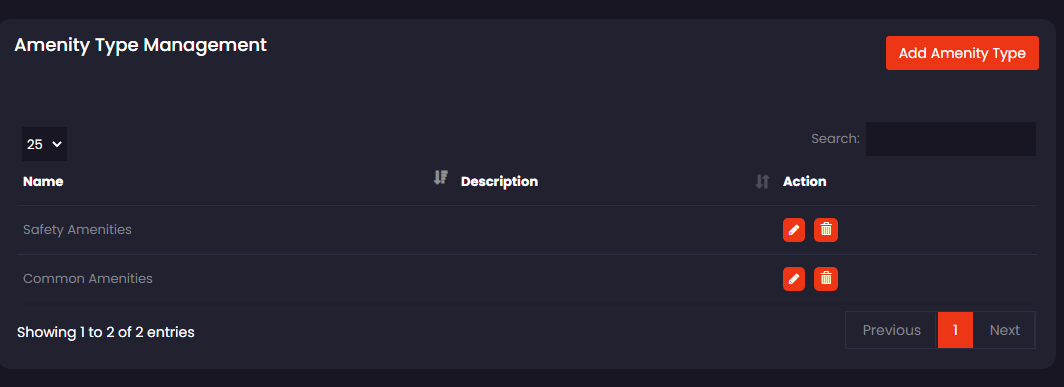 Amenity Type Management
Add Amenity Type
25
Search:
Name Description Action
Safety Amenities
Common Amenities
Showing 1 to 2 of 2 entries
Previous 1 Next